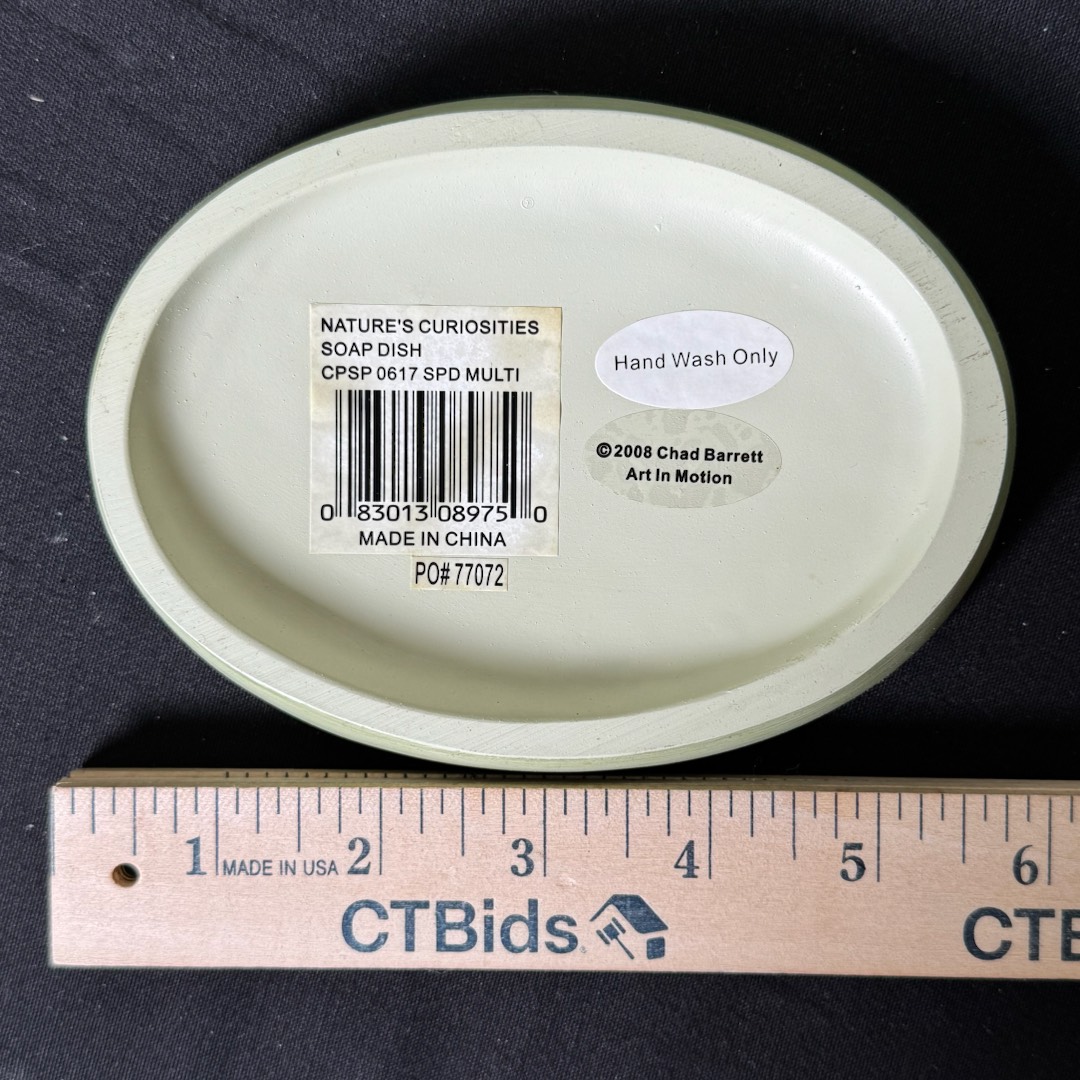 NATURE'S CURIOSITIES
SOAP DISH
CPSP 0617 SPD MULTI
0 83013 08975 0
MADE IN CHINA
PO# 77072
Hand Wash Only
©2008 Chad Barrett
Art In Motion
1 MADE IN USA 2 3 4 5 6
CTBids
CTB